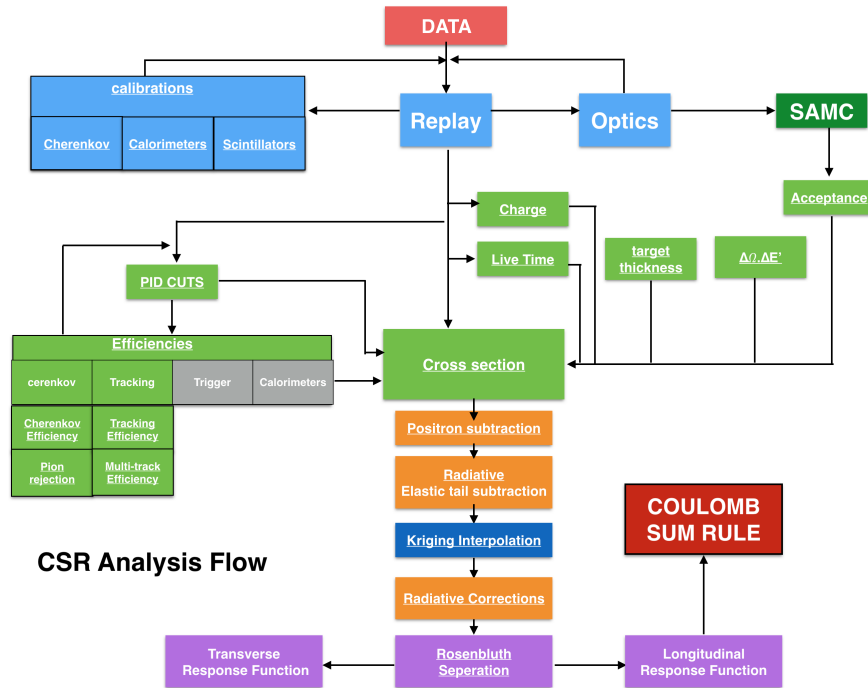 DATA
calibrations
Cherenkov
Calorimeters
Scintillators
Replay
Optics
SAMC
Acceptance
Charge
Live Time
target
thickness
ΔΩ,ΔE'
PID CUTS
Efficiencies
cerenkov
Tracking
Trigger
Calorimeters
Cherenkov
Efficiency
Tracking
Efficiency
Pion
rejection
Multi-track
Efficiency
Cross section
Positron subtraction
Radiative
Elastic tail subtraction
Kriging Interpolation
Radiative Corrections
COULOMB
SUM RULE
CSR Analysis Flow
Transverse
Response Function
Rosenbluth
Seperation
Longitudinal
Response Function